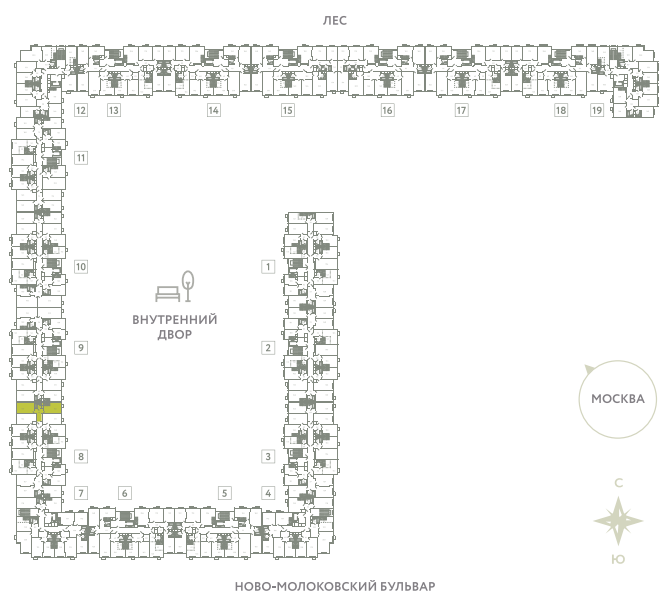 ЛЕС
12 13 14 15 16 17 18 19
11
10 1
ВНУТРЕННИЙ
ДВОР
9 2
МОСКВА
8 3
С
7 6 5 4
Ю
НОВО-МОЛОКОВСКИЙ БУЛЬВАР